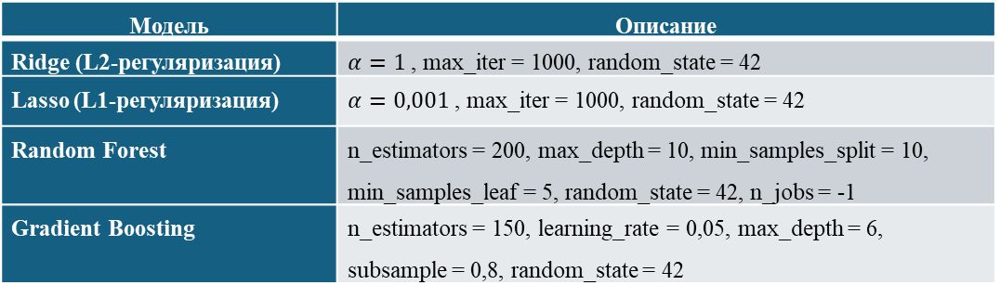 Модель Описание
Ridge (L2-регуляризация) α = 1 , max_iter = 1000, random_state = 42
Lasso (L1-регуляризация) α = 0,001 , max_iter = 1000, random_state = 42
Random Forest n_estimators = 200, max_depth = 10, min_samples_split = 10,
min_samples_leaf = 5, random_state = 42, n_jobs = -1
Gradient Boosting n_estimators = 150, learning_rate = 0,05, max_depth = 6,
subsample = 0,8, random_state = 42